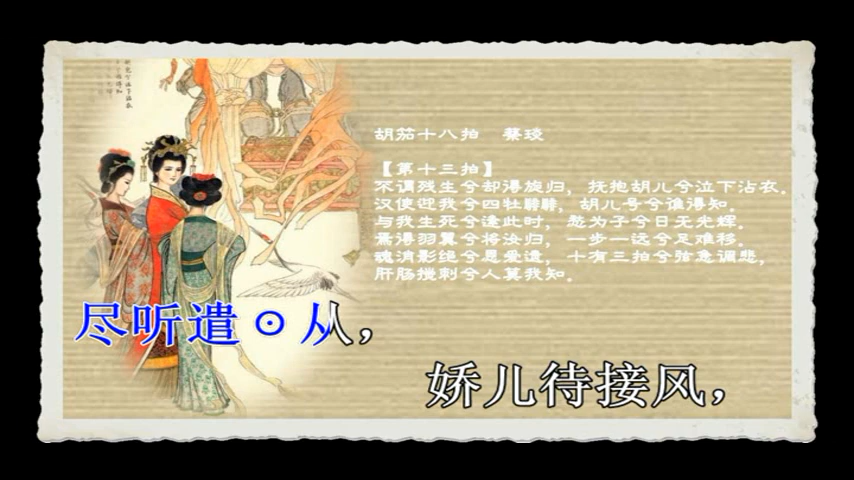 胡茄十八拍 蔡琰
【第十三拍】
不谓残生兮却得旋归，抚抱胡儿兮泣下沾衣。
汉使迎我兮四牡騑騑，胡儿号兮谁得知。
与我生死兮逢此时，愁为子兮日无光辉。
焉得羽翼兮将汝归，一步一远兮足难移。
魂消影绝兮恩爱遗，十有三拍兮弦急调悲，
肝肠搅刺兮人莫我知。
尽听遣⊙从，
娇儿待接风，